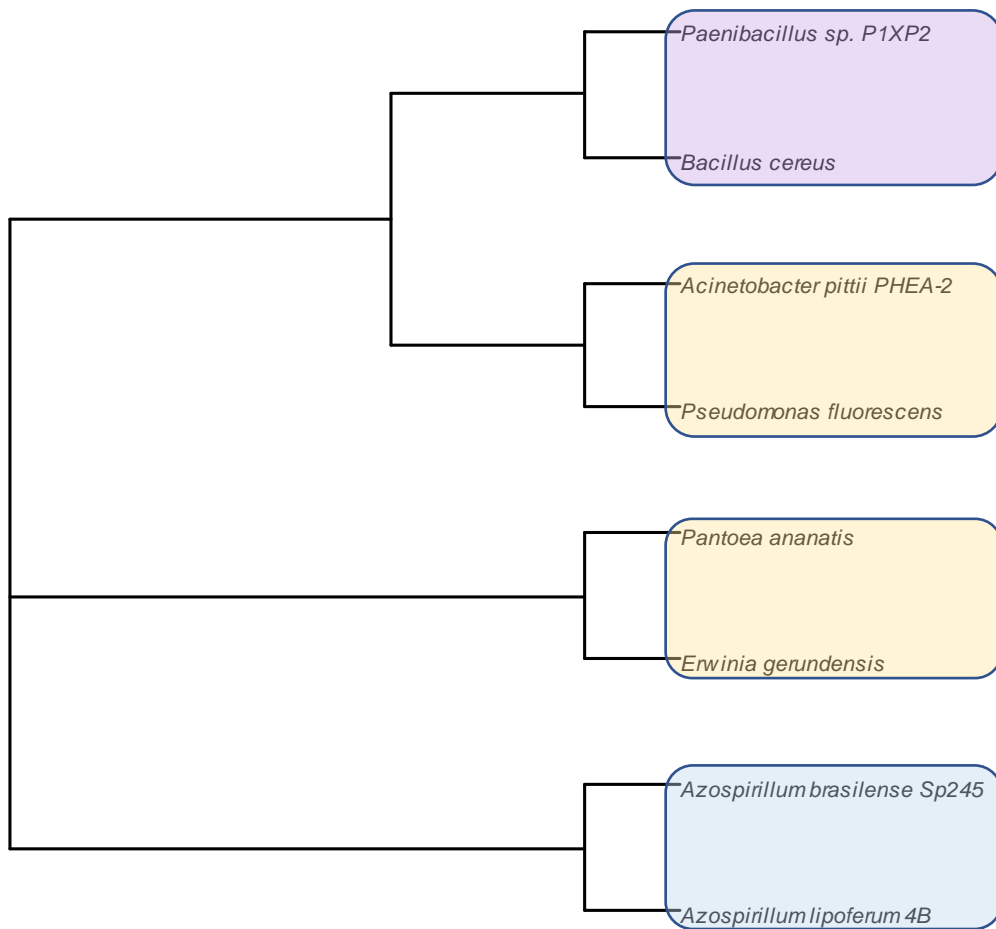 Paenibacillus sp. P1XP2
Bacillus cereus
Acinetobacter pittii PHEA-2
Pseudomonas fluorescens
Pantoea ananatis
Erwinia gerundensis
Azospirillum brasilense Sp245
Azospirillum lipoferum 4B